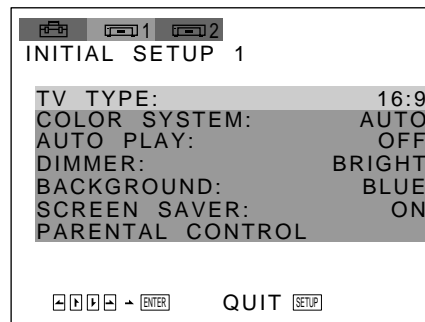 1 2
INITIAL SETUP 1
TV TYPE: 16:9
COLOR SYSTEM: AUTO
AUTO PLAY: OFF
DIMMER: BRIGHT
BACKGROUND: BLUE
SCREEN SAVER: ON
PARENTAL CONTROL
ENTER QUIT SETUP